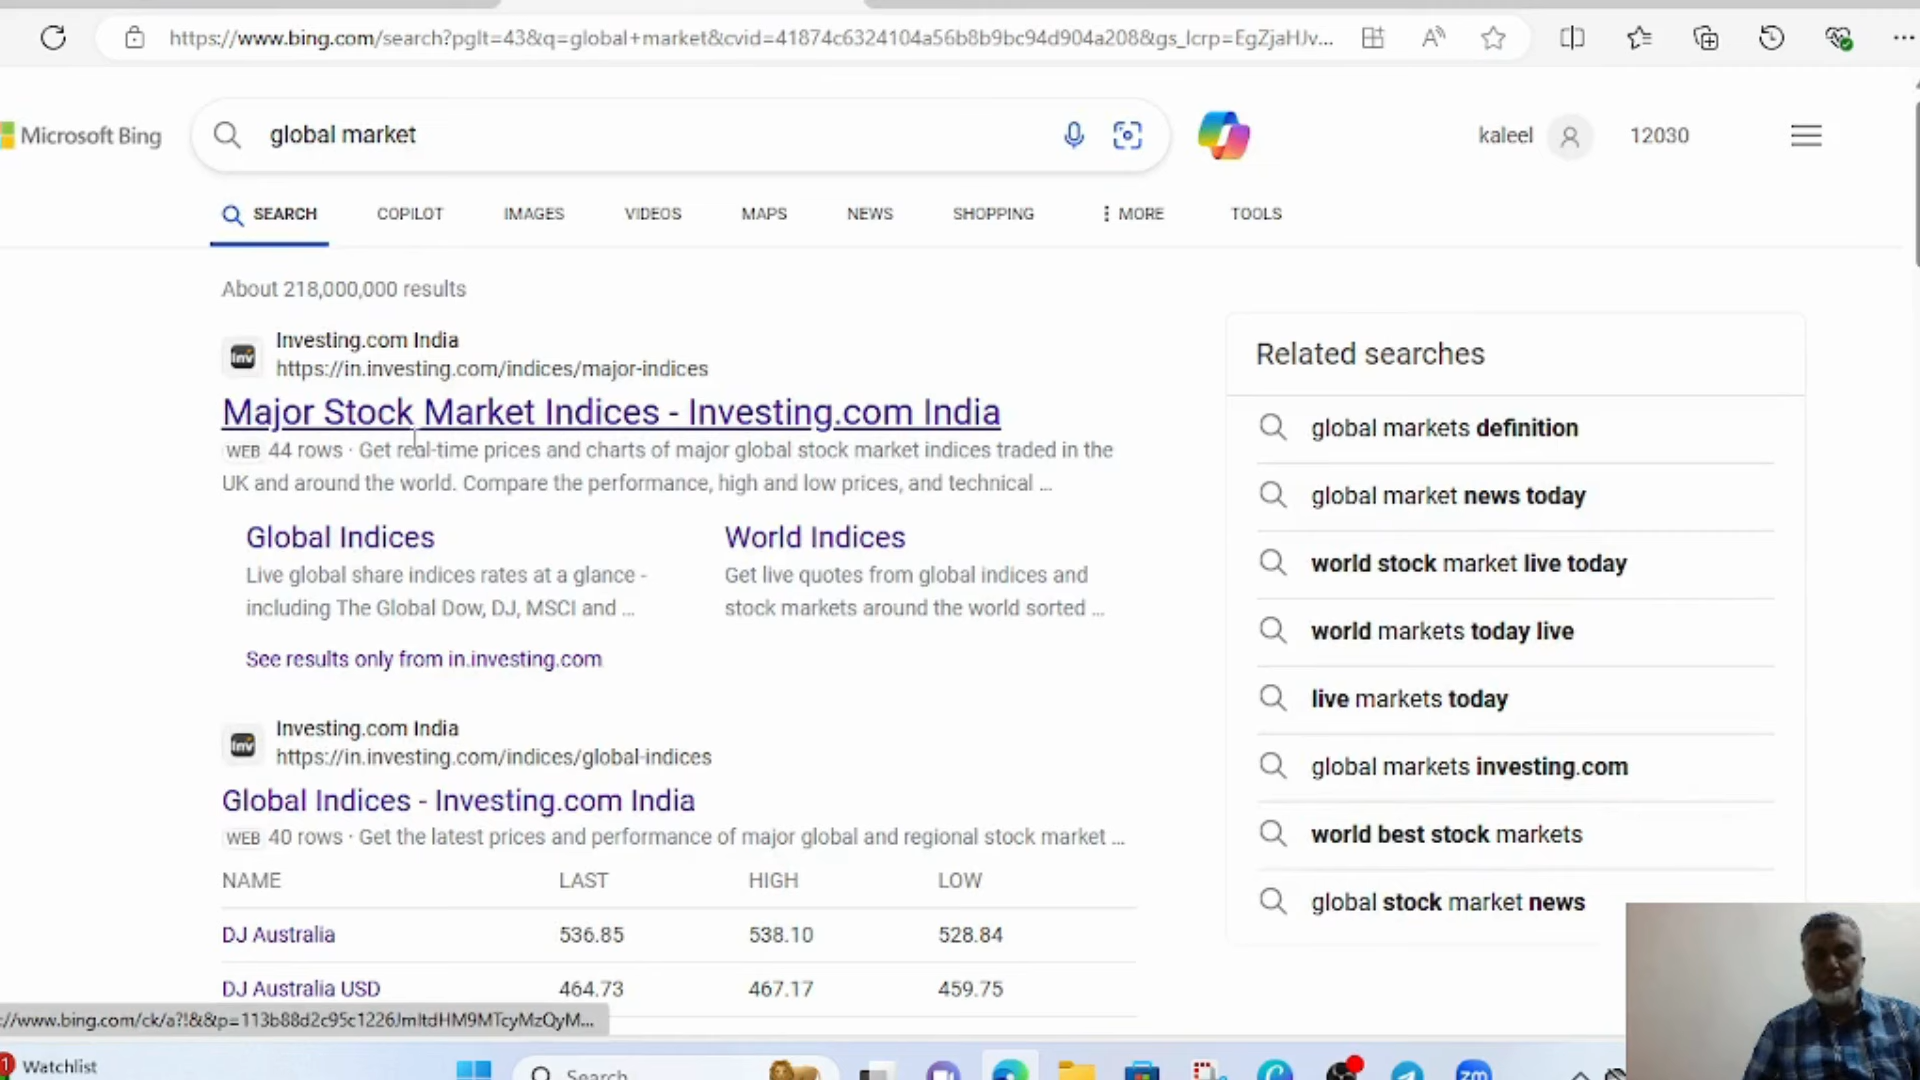 https://www.bing.com/search?pglt=43&q=global+market&cvid=41874c6324104a56b8b9bc94d904a208&gs_lcrp=EgZjaHJv...
Microsoft Bing
global market
kaleel
12030
SEARCH
COPILOT
IMAGES
VIDEOS
MAPS
NEWS
SHOPPING
MORE
TOOLS
About 218,000,000 results
Investing.com India
https://in.investing.com/indices/major-indices
Major Stock Market Indices - Investing.com India
WEB 44 rows · Get real-time prices and charts of major global stock market indices traded in the
UK and around the world. Compare the performance, high and low prices, and technical ...
Global Indices
Live global share indices rates at a glance -
including The Global Dow, DJ, MSCI and ...
World Indices
Get live quotes from global indices and
stock markets around the world sorted ...
See results only from in.investing.com
Investing.com India
https://in.investing.com/indices/global-indices
Global Indices - Investing.com India
WEB 40 rows · Get the latest prices and performance of major global and regional stock market ...
NAME LAST HIGH LOW
DJ Australia 536.85 538.10 528.84
DJ Australia USD 464.73 467.17 459.75
Related searches
global markets definition
global market news today
world stock market live today
world markets today live
live markets today
global markets investing.com
world best stock markets
global stock market news
://www.bing.com/ck/a?!&&p=113b88d2c95c1226JmltdHM9MTcyMzQyM...
1
Watchlist
Search
zm